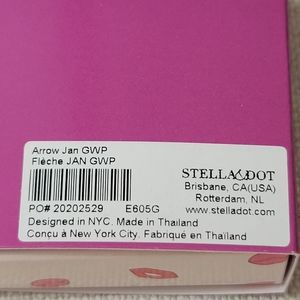 Arrow Jan GWP
Flèche JAN GWP
STELLA & DOT
Brisbane, CA(USA)
Rotterdam, NL
PO# 20202529 E605G www.stelladot.com
Designed in NYC. Made in Thailand
Conçu à New York City. Fabriqué en Thaïland